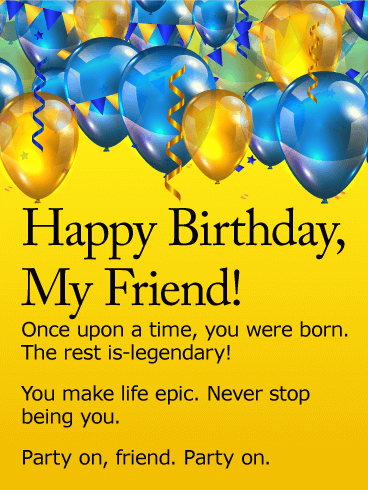 Happy Birthday,
My Friend!
Once upon a time, you were born.
The rest is-legendary!
You make life epic. Never stop
being you.
Party on, friend. Party on.